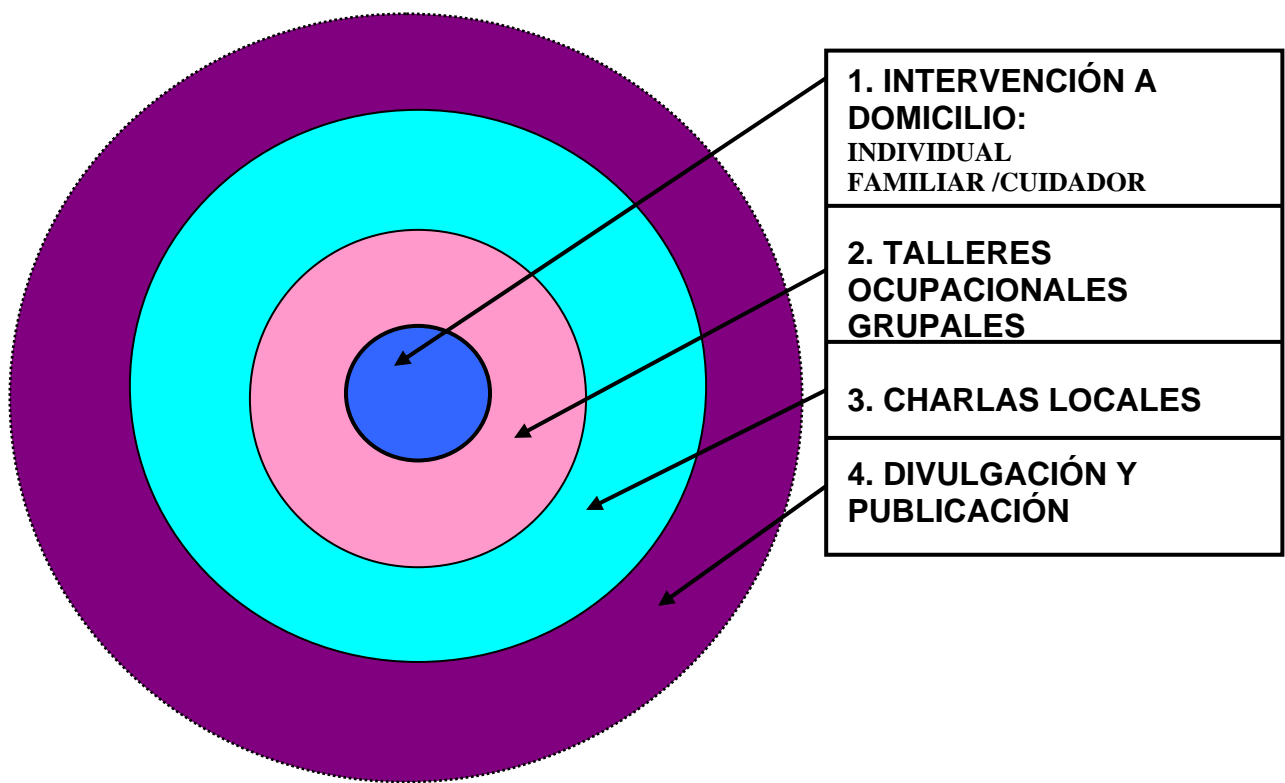 1. INTERVENCIÓN A
DOMICILIO:
INDIVIDUAL
FAMILIAR /CUIDADOR
2. TALLERES
OCUPACIONALES
GRUPALES
3. CHARLAS LOCALES
4. DIVULGACIÓN Y
PUBLICACIÓN